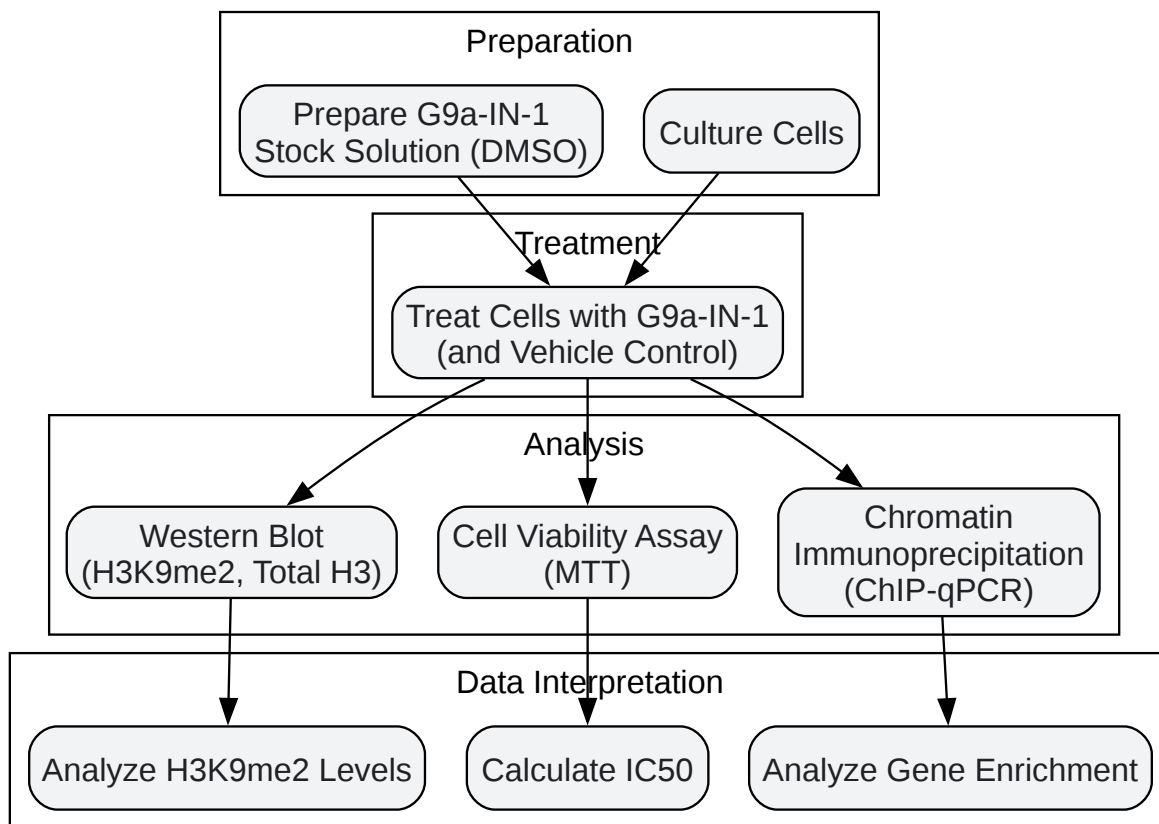 Preparation
Prepare G9a-IN-1
Stock Solution (DMSO)
Culture Cells
Treatment
Treat Cells with G9a-IN-1
(and Vehicle Control)
Analysis
Western Blot
(H3K9me2, Total H3)
Cell Viability Assay
(MTT)
Chromatin
Immunoprecipitation
(ChIP-qPCR)
Data Interpretation
Analyze H3K9me2 Levels
Calculate IC50
Analyze Gene Enrichment